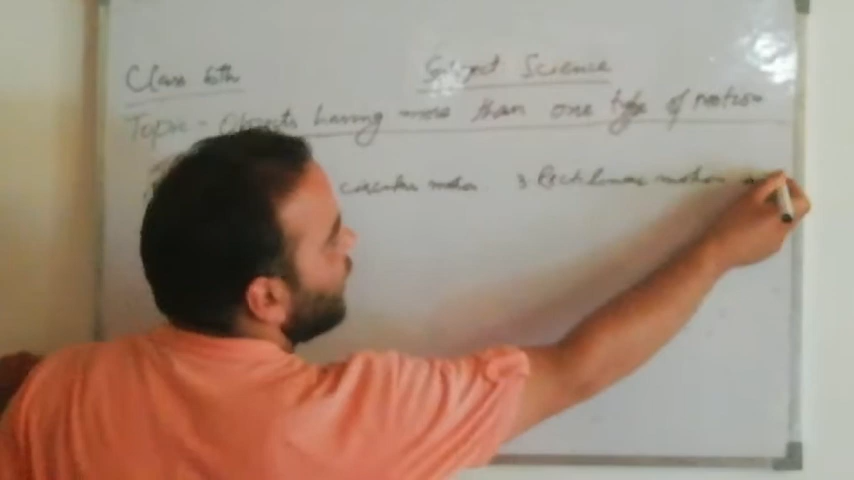 Class 6th
Subject Science
Topic - Objects having more than one type of motion
circular motion 3 Rectilinear motion